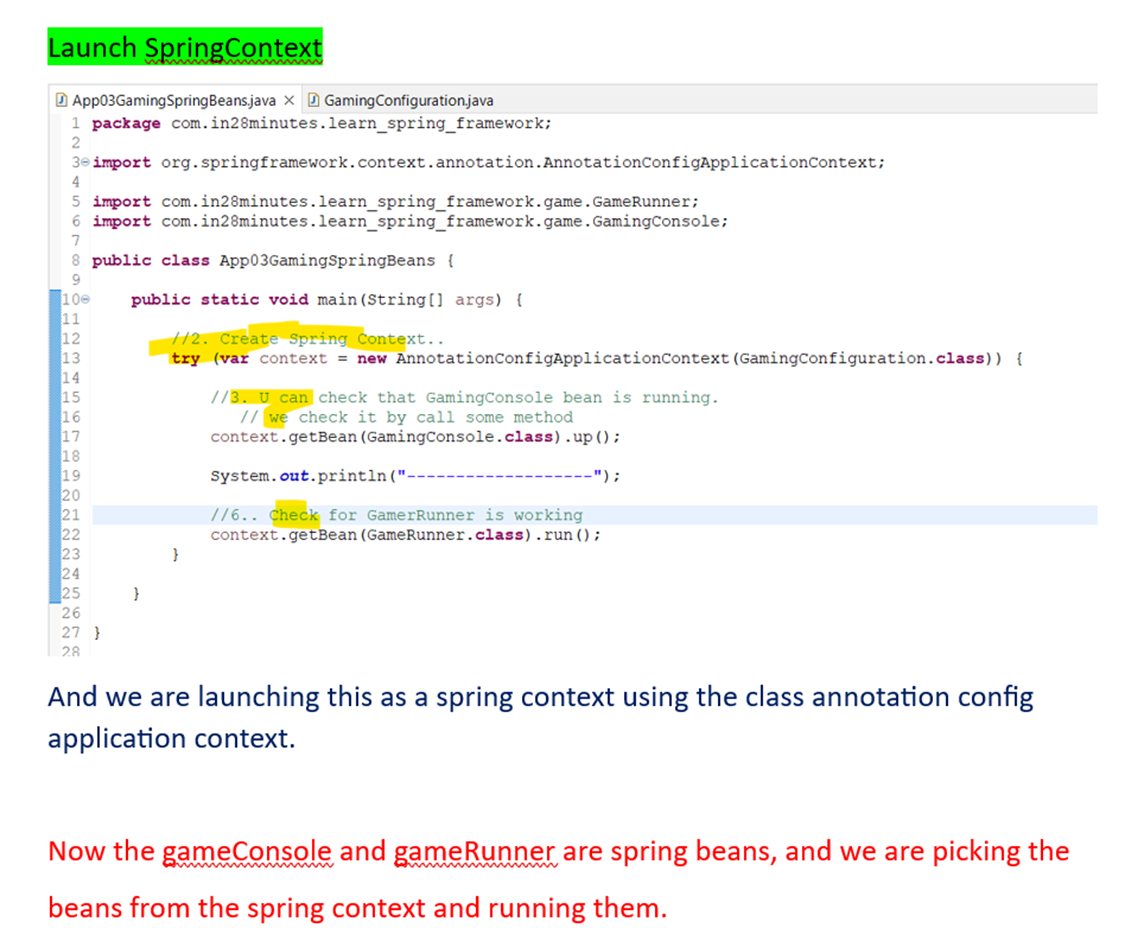 Launch SpringContext
App03GamingSpringBeans.java × GamingConfiguration.java
1 package com.in28minutes.learn_spring_framework;
2
3 import org.springframework.context.annotation.AnnotationConfigApplicationContext;
4
5 import com.in28minutes.learn_spring_framework.game.GameRunner;
6 import com.in28minutes.learn_spring_framework.game.GamingConsole;
7
8 public class App03GamingSpringBeans {
9
10 public static void main(String[] args) {
11
12 //2. Create Spring Context..
13 try (var context = new AnnotationConfigApplicationContext(GamingConfiguration.class)) {
14
15 //3. U can check that GamingConsole bean is running.
16 // we check it by call some method
17 context.getBean(GamingConsole.class).up();
18
19 System.out.println("-------------------");
20
21 //6.. Check for GamerRunner is working
22 context.getBean(GameRunner.class).run();
23 }
24
25 }
26
27 }
28
And we are launching this as a spring context using the class annotation config
application context.
Now the gameConsole and gameRunner are spring beans, and we are picking the
beans from the spring context and running them.